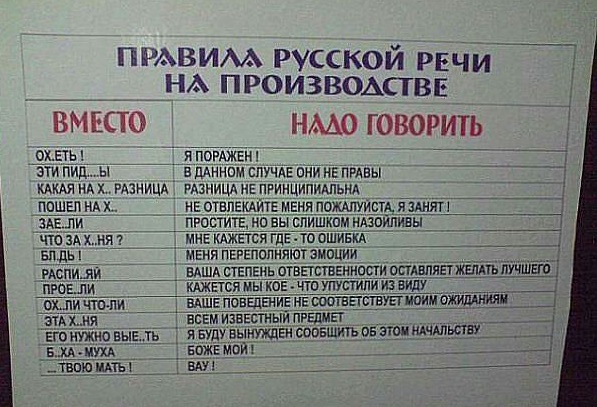 ПРАВИЛА РУССКОЙ РЕЧИ
НА ПРОИЗВОДСТВЕ
ВМЕСТО НАДО ГОВОРИТЬ
ОХ.ЕТЬ ! Я ПОРАЖЕН !
ЭТИ ПИД....Ы В ДАННОМ СЛУЧАЕ ОНИ НЕ ПРАВЫ
КАКАЯ НА Х.. РАЗНИЦА РАЗНИЦА НЕ ПРИНЦИПИАЛЬНА
ПОШЕЛ НА Х.. НЕ ОТВЛЕКАЙТЕ МЕНЯ ПОЖАЛУЙСТА, Я ЗАНЯТ !
ЗАЕ..ЛИ ПРОСТИТЕ, НО ВЫ СЛИШКОМ НАЗОЙЛИВЫ
ЧТО ЗА Х..НЯ ? МНЕ КАЖЕТСЯ ГДЕ - ТО ОШИБКА
БЛ.ДЬ ! МЕНЯ ПЕРЕПОЛНЯЮТ ЭМОЦИИ
РАСПИ..ЯЙ ВАША СТЕПЕНЬ ОТВЕТСТВЕННОСТИ ОСТАВЛЯЕТ ЖЕЛАТЬ ЛУЧШЕГО
ПРОЕ..ЛИ КАЖЕТСЯ МЫ КОЕ - ЧТО УПУСТИЛИ ИЗ ВИДУ
ОХ..ЛИ ЧТО-ЛИ ВАШЕ ПОВЕДЕНИЕ НЕ СООТВЕТСТВУЕТ МОИМ ОЖИДАНИЯМ
ЭТА Х..НЯ ВСЕМ ИЗВЕСТНЫЙ ПРЕДМЕТ
ЕГО НУЖНО ВЫЕ..ТЬ Я БУДУ ВЫНУЖДЕН СООБЩИТЬ ОБ ЭТОМ НАЧАЛЬСТВУ
Б..ХА - МУХА БОЖЕ МОЙ !
... ТВОЮ МАТЬ ! ВАУ !